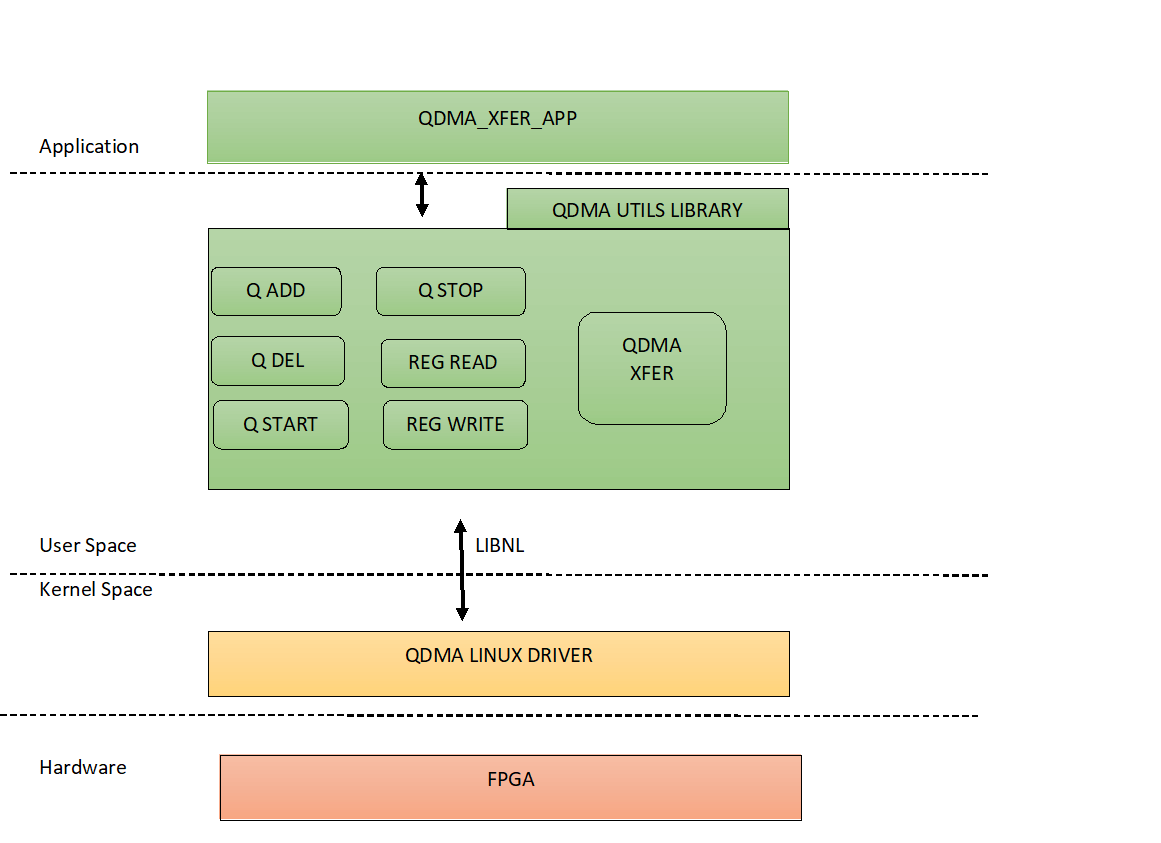 QDMA_XFER_APP
Application
QDMA UTILS LIBRARY
Q ADD
Q STOP
QDMA
XFER
Q DEL
REG READ
Q START
REG WRITE
User Space
LIBNL
Kernel Space
QDMA LINUX DRIVER
Hardware
FPGA